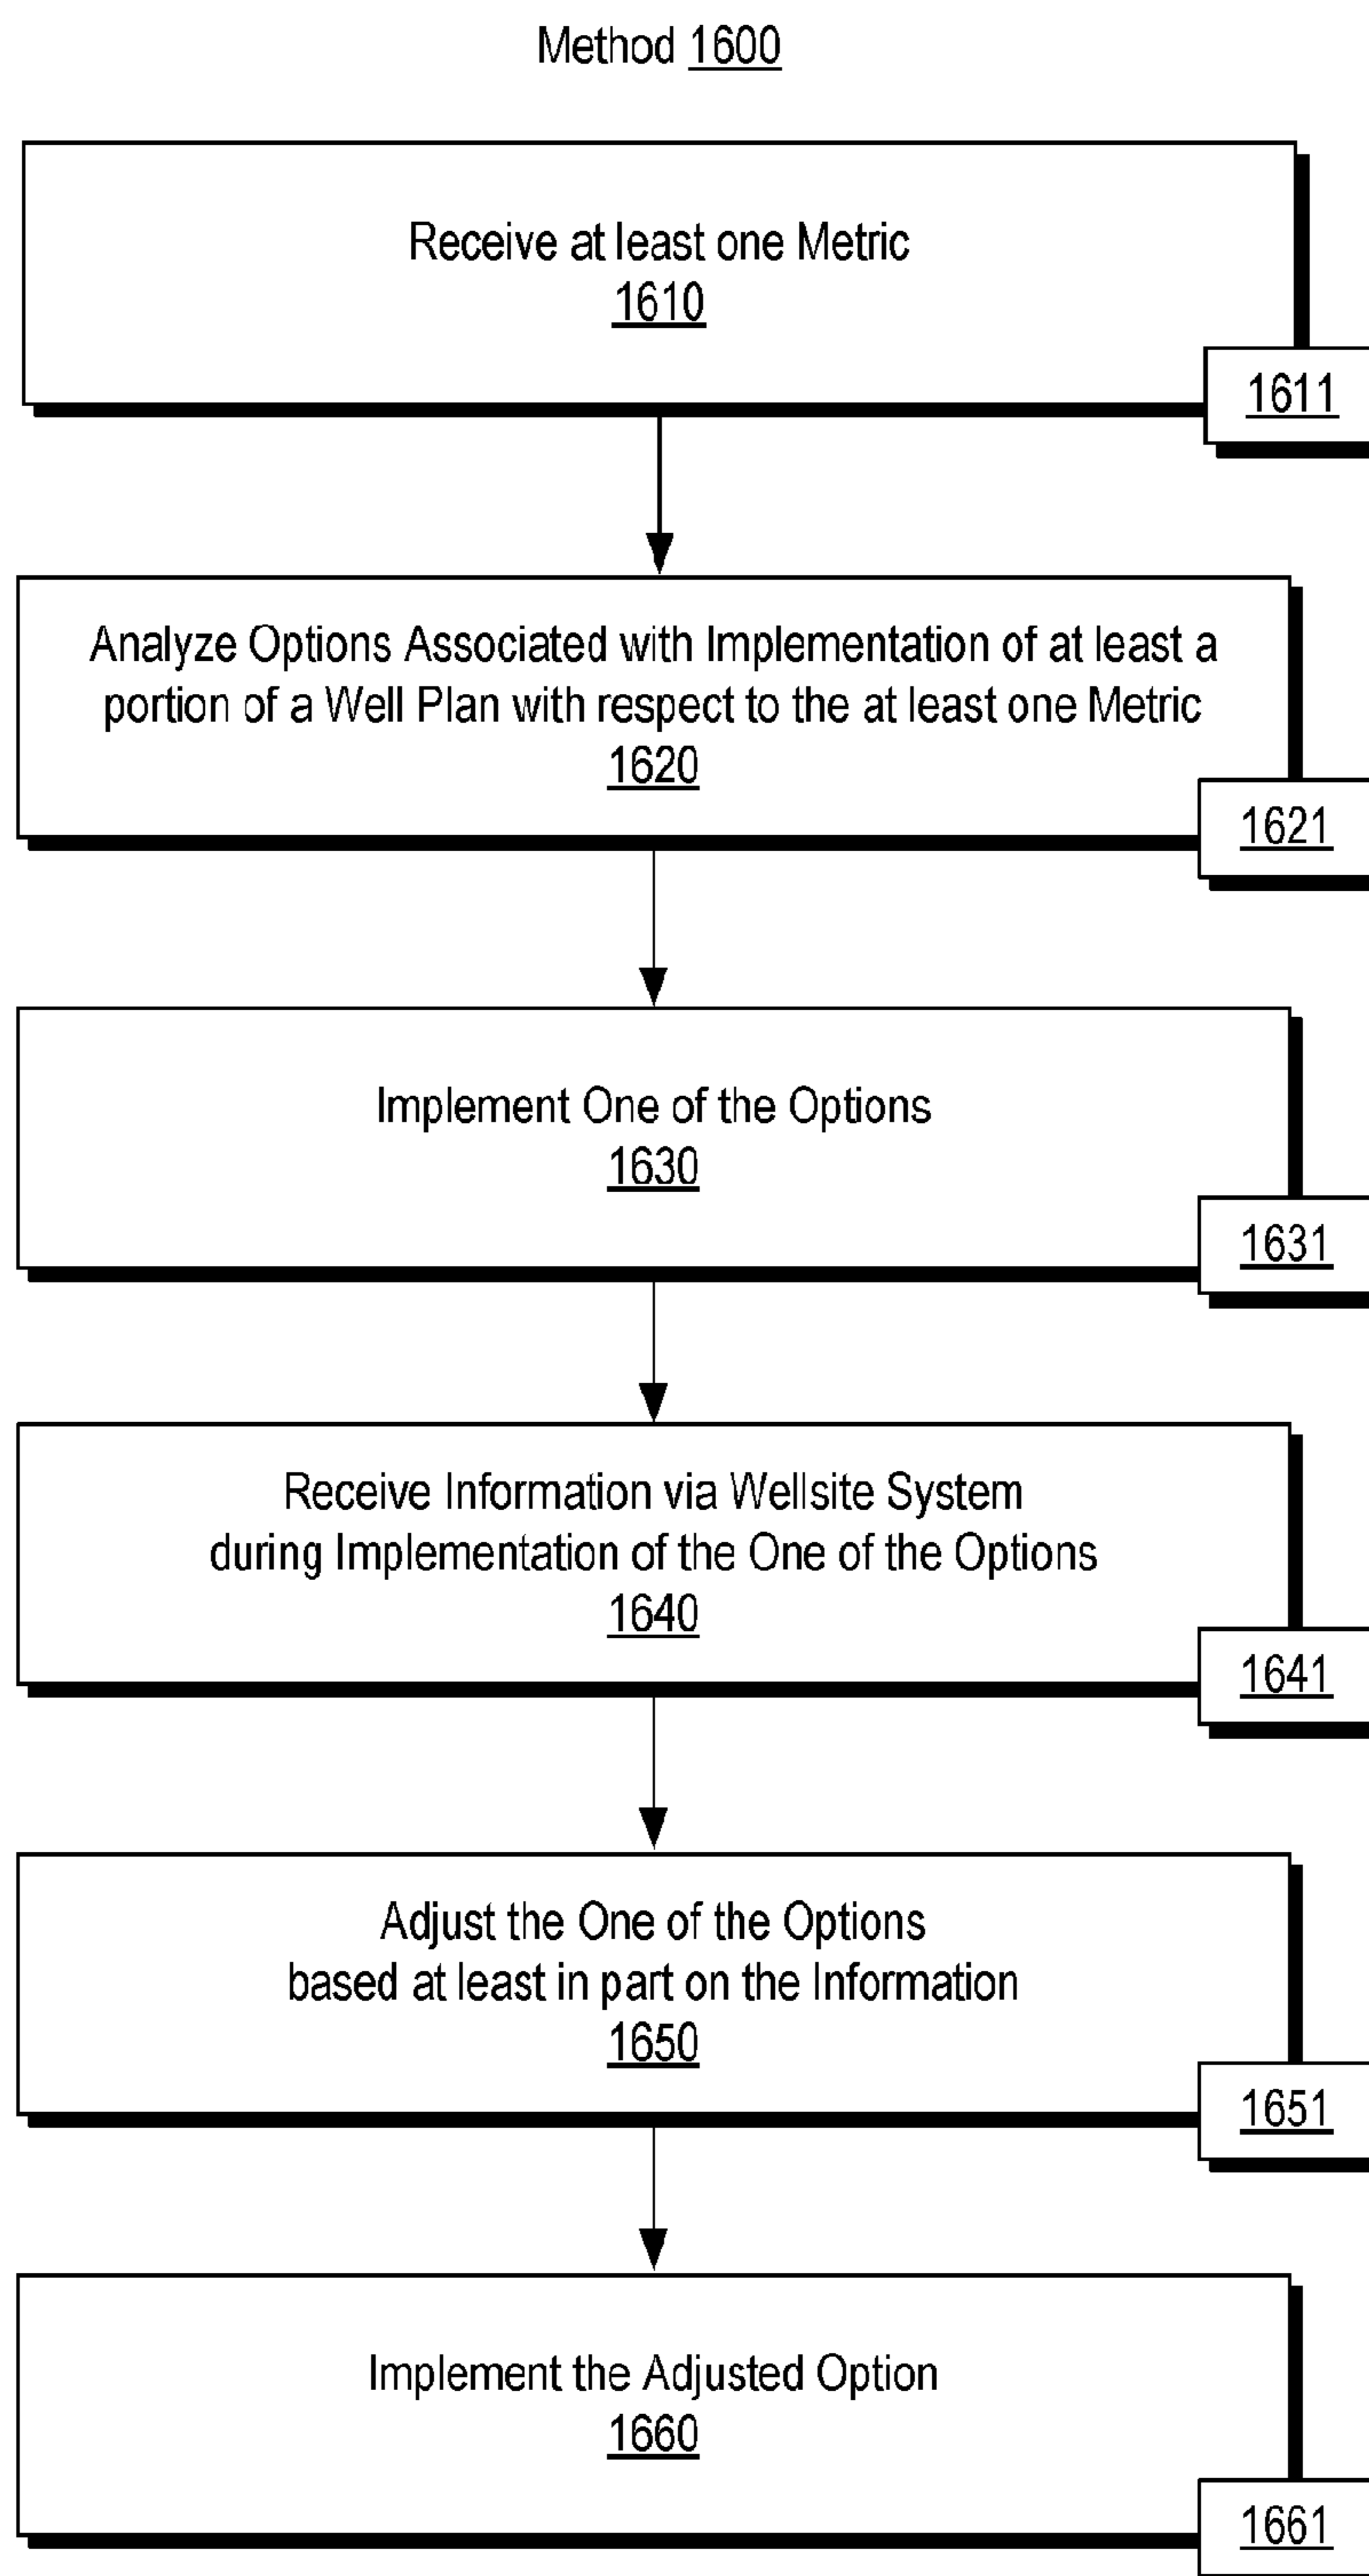 Method 1600
Receive at least one Metric
1610
1611
Analyze Options Associated with Implementation of at least a
portion of a Well Plan with respect to the at least one Metric
1620
1621
Implement One of the Options
1630
1631
Receive Information via Wellsite System
during Implementation of the One of the Options
1640
1641
Adjust the One of the Options
based at least in part on the Information
1650
1651
Implement the Adjusted Option
1660
1661